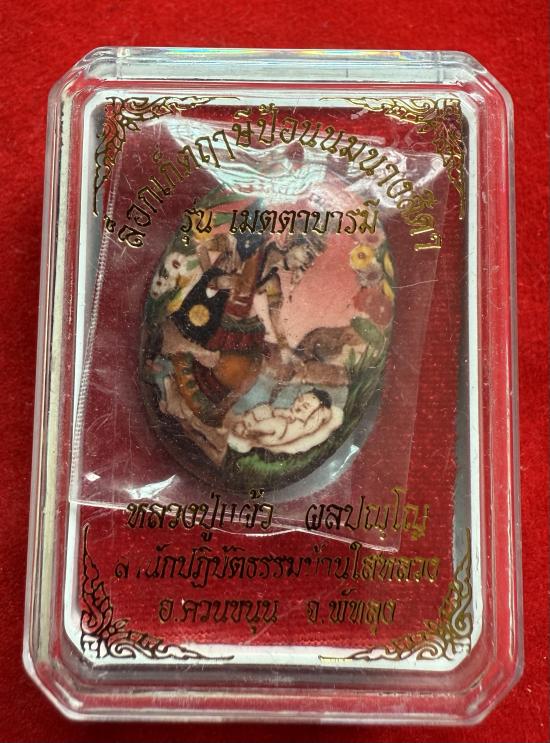 ล็อกเก็ตฤาษีป้อนนมนางสีดา
รุ่น เมตตาบารมี
หลวงปู่แผ้ว ผลปญฺโญ
สำนักปฏิบัติธรรมบ้านใสหลวง
อ.ควนขนุน จ.พัทลุง